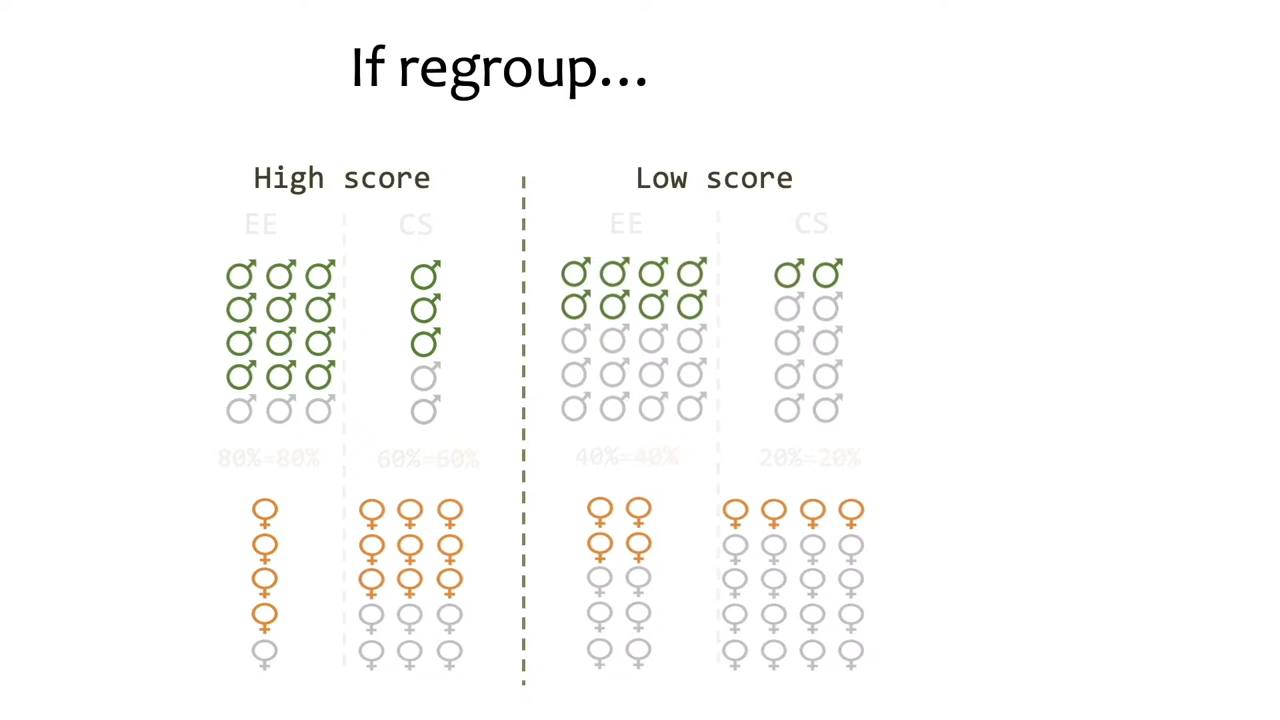 If regroup...
High score
Low score
EE
CS
EE
CS
80%=80%
60%=60%
40%=40%
20%=20%